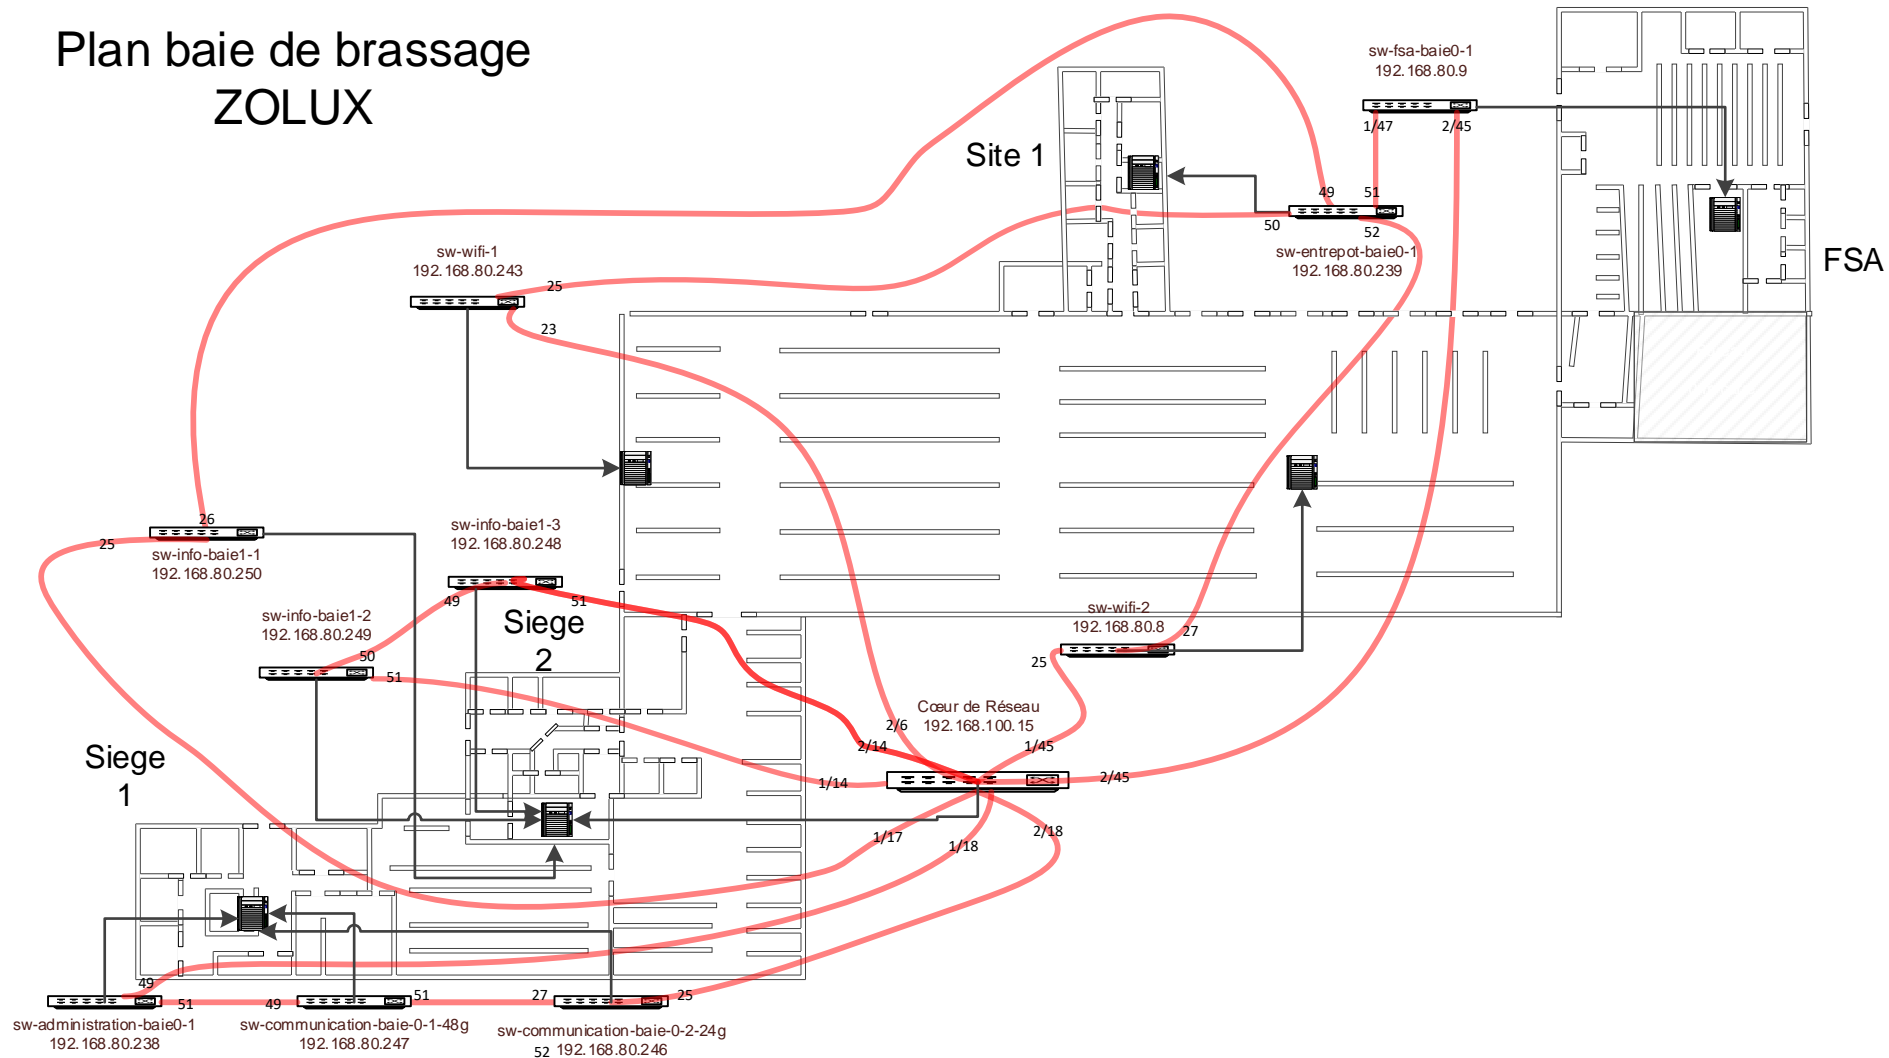 Plan baie de brassage
ZOLUX
sw-fsa-baie0-1
192.168.80.9
1/47
2/45
Site 1
49
51
50
52
sw-entrepot-baie0-1
192.168.80.239
FSA
sw-wifi-1
192.168.80.243
25
23
26
25
sw-info-baie1-1
192.168.80.250
sw-info-baie1-3
192.168.80.248
49
51
Siege
2
sw-info-baie1-2
192.168.80.249
50
51
sw-wifi-2
192.168.80.8
27
25
Cœur de Réseau
192.168.100.15
2/6
2/14
1/45
1/14
2/45
1/17
1/18
2/18
Siege
1
49
51
49
51
27
25
sw-administration-baie0-1
192.168.80.238
sw-communication-baie-0-1-48g
192.168.80.247
sw-communication-baie-0-2-24g
52 192.168.80.246